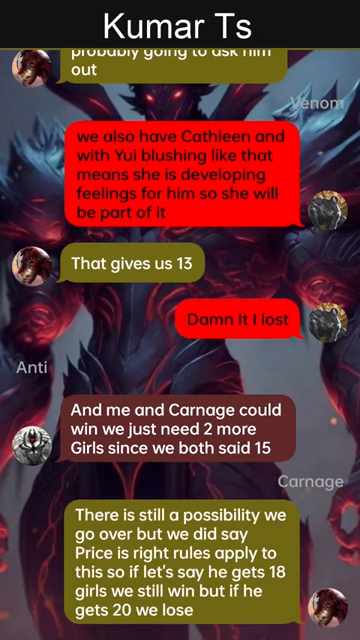 Kumar Ts
probably going to ask him
out
Venom
we also have Cathleen and
with Yui blushing like that
means she is developing
feelings for him so she will
be part of it
That gives us 13
Damn It I lost
Anti
And me and Carnage could
win we just need 2 more
Girls since we both said 15
Carnage
There is still a possibility we
go over but we did say
Price is right rules apply to
this so if let's say he gets 18
girls we still win but if he
gets 20 we lose